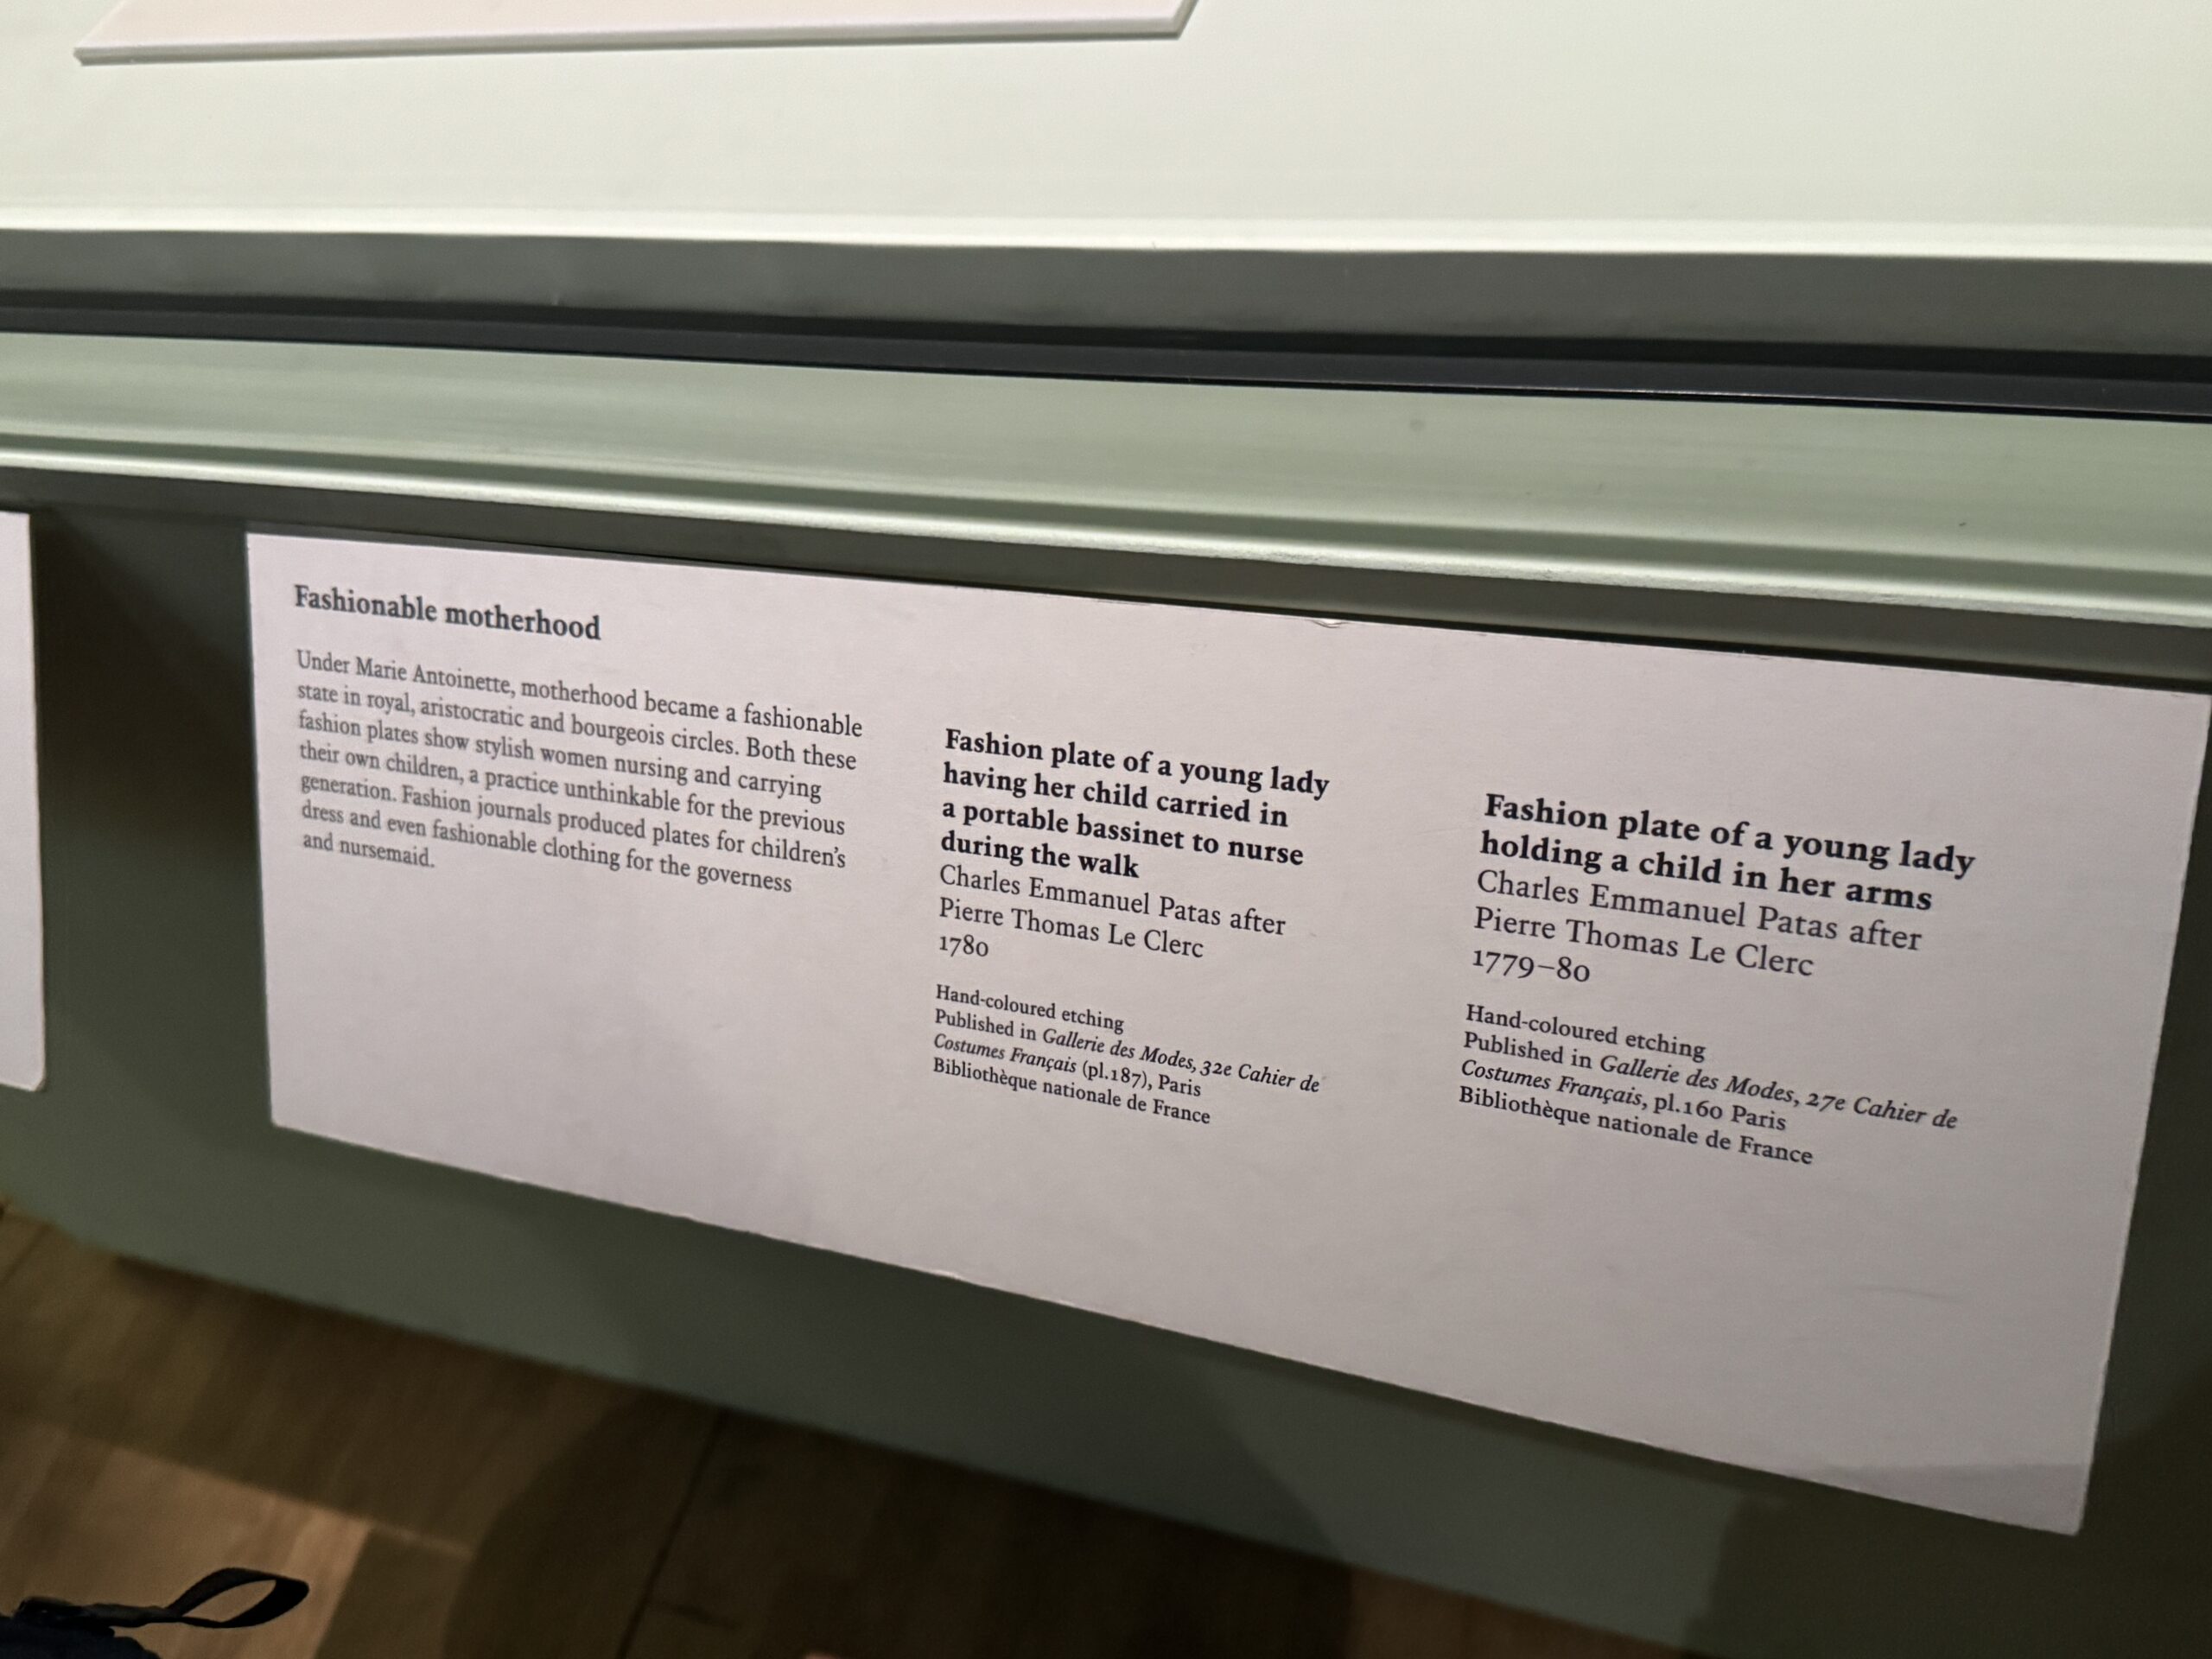 Fashionable motherhood
Under Marie Antoinette, motherhood became a fashionable
state in royal, aristocratic and bourgeois circles. Both these
fashion plates show stylish women nursing and carrying
their own children, a practice unthinkable for the previous
generation. Fashion journals produced plates for children’s
dress and even fashionable clothing for the governess
and nursemaid.
Fashion plate of a young lady
having her child carried in
a portable bassinet to nurse
during the walk
Charles Emmanuel Patas after
Pierre Thomas Le Clerc
1780
Hand-coloured etching
Published in Gallerie des Modes, 32e Cahier de
Costumes Français (pl.187), Paris
Bibliothèque nationale de France
Fashion plate of a young lady
holding a child in her arms
Charles Emmanuel Patas after
Pierre Thomas Le Clerc
1779–80
Hand-coloured etching
Published in Gallerie des Modes, 27e Cahier de
Costumes Français, pl.160 Paris
Bibliothèque nationale de France